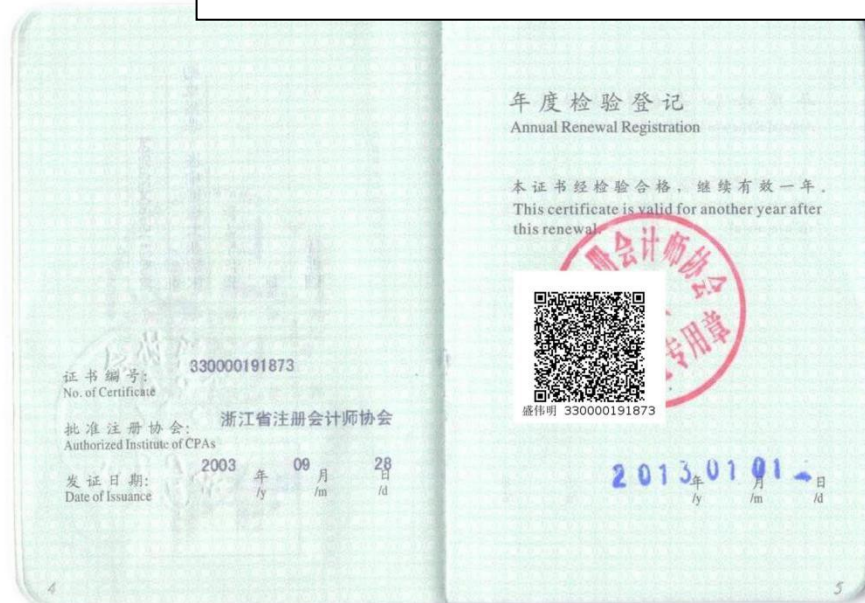 证书编号: 330000191873
No. of Certificate
批准注册协会: 浙江省注册会计师协会
Authorized Institute of CPAs
发证日期: 2003 年 09 月 28 日
Date of Issuance /y /m /d
4
年度检验登记
Annual Renewal Registration
本证书经检验合格，继续有效一年.
This certificate is valid for another year after
this renewal.
册会计师协会
专用章
盛伟明 330000191873
2013 年 01 月 01 日
/y /m /d
5